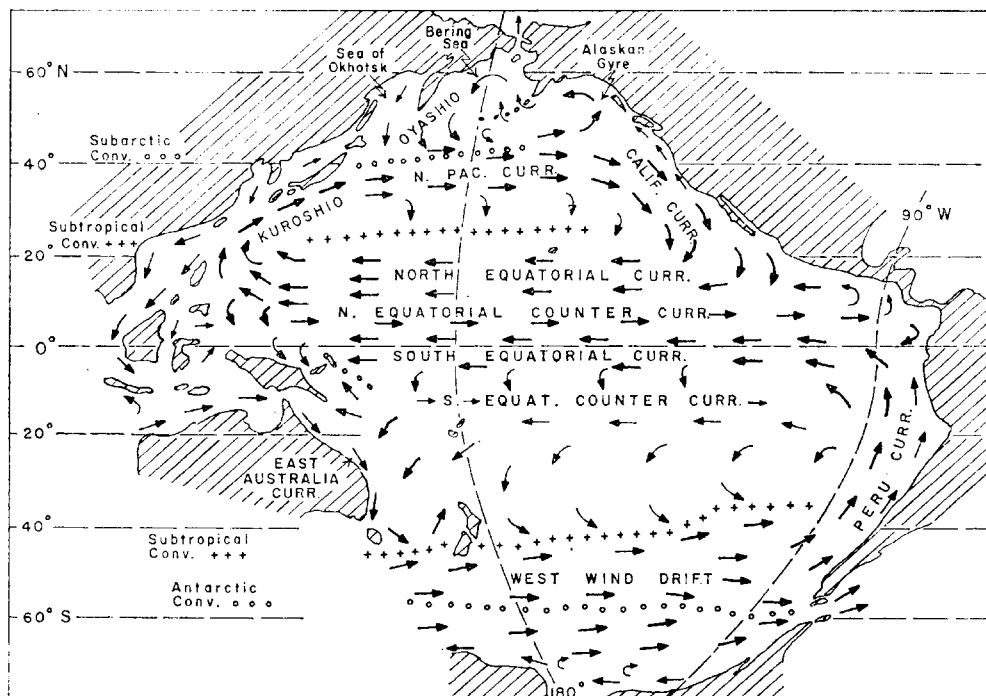 Bering
Sea
Sea of
Okhotsk
Alaskan
Gyre
60°N
OYASHIO
Subarctic
Conv. o o o
40°
N. PAC. CURR.
CALIF. CURR.
KUROSHIO
90°W
Subtropical
Conv. +++
20°
NORTH EQUATORIAL CURR.
N. EQUATORIAL COUNTER CURR.
0°
SOUTH EQUATORIAL CURR.
S. EQUAT. COUNTER CURR.
20°
EAST
AUSTRALIA
CURR.
PERU CURR.
40°
Subtropical
Conv. +++
WEST WIND DRIFT
Antarctic
Conv. o o o
60°S
180°